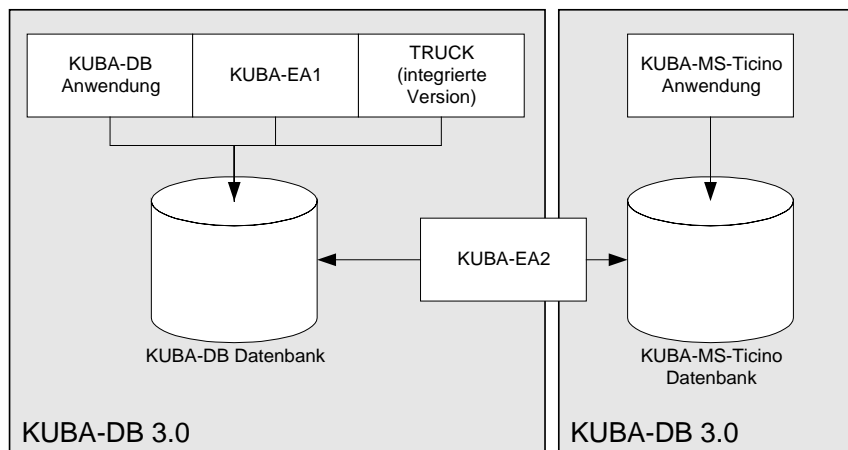 KUBA-DB
Anwendung
KUBA-EA1
TRUCK
(integrierte
Version)
KUBA-MS-Ticino
Anwendung
KUBA-EA2
KUBA-DB Datenbank
KUBA-MS-Ticino
Datenbank
KUBA-DB 3.0
KUBA-DB 3.0